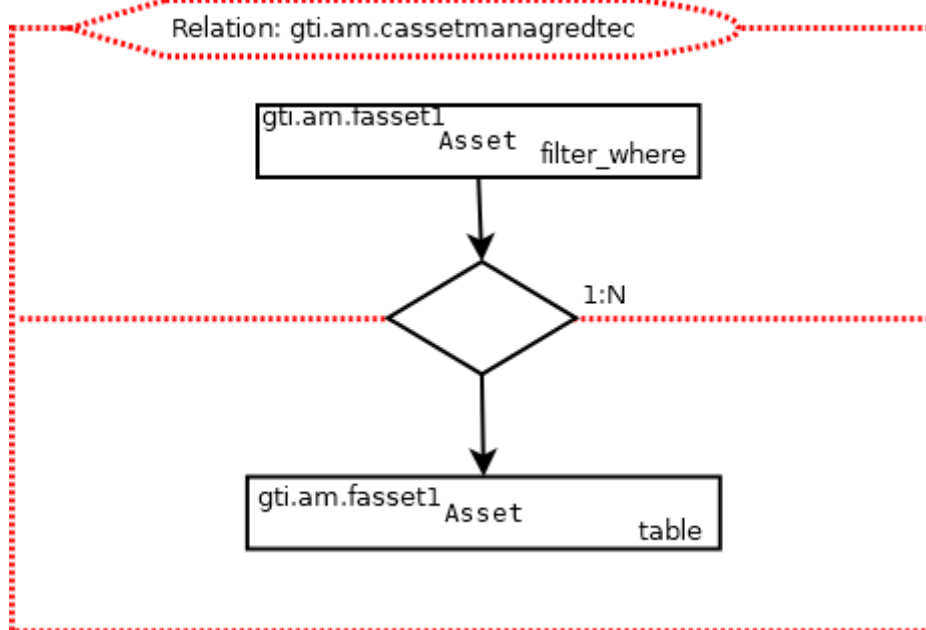 Relation: gti.am.cassetmanagredtec
gti.am.fasset1
Asset
filter_where
1:N
gti.am.fasset1
Asset
table